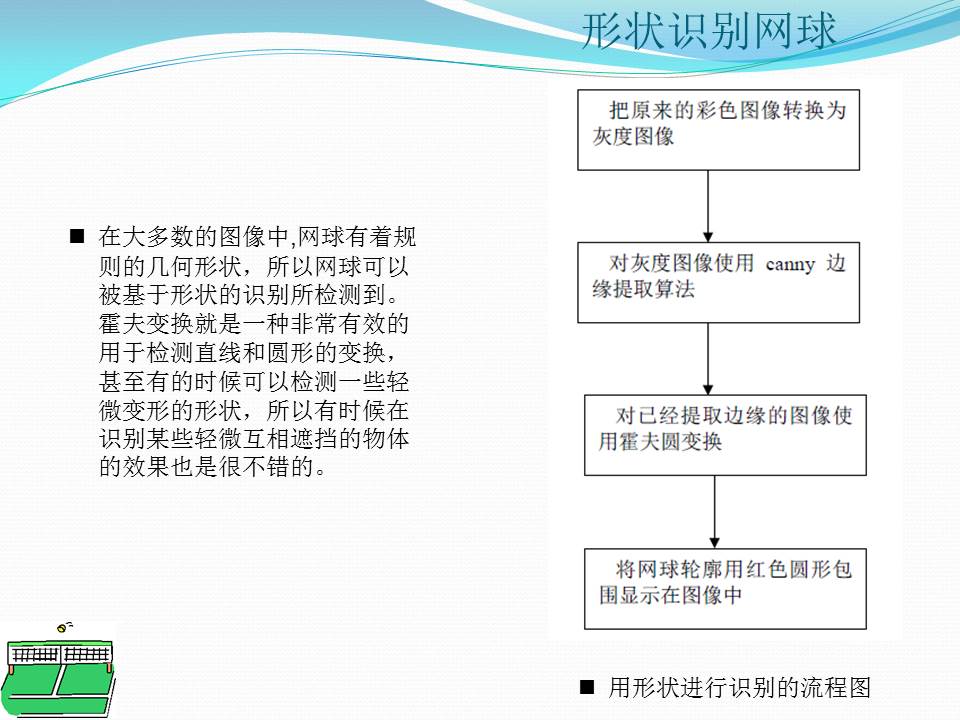 形状识别网球
■ 在大多数的图像中,网球有着规
则的几何形状，所以网球可以
被基于形状的识别所检测到。
霍夫变换就是一种非常有效的
用于检测直线和圆形的变换，
甚至有的时候可以检测一些轻
微变形的形状，所以有时候在
识别某些轻微互相遮挡的物体
的效果也是很不错的。
把原来的彩色图像转换为
灰度图像
对灰度图像使用 canny 边
缘提取算法
对已经提取边缘的图像使
用霍夫圆变换
将网球轮廓用红色圆形包
围显示在图像中
■ 用形状进行识别的流程图